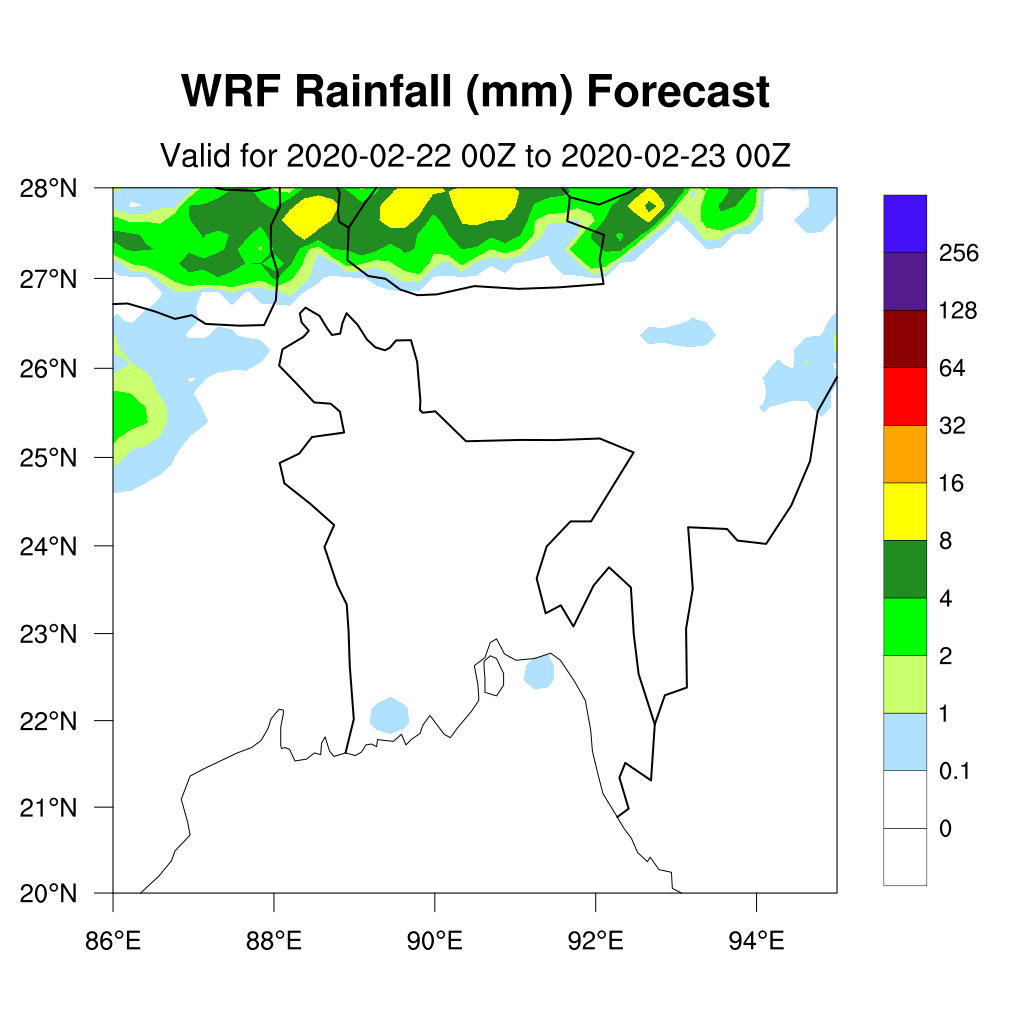 WRF Rainfall (mm) Forecast
Valid for 2020-02-22 00Z to 2020-02-23 00Z
28°N
27°N
26°N
25°N
24°N
23°N
22°N
21°N
20°N
86°E 88°E 90°E 92°E 94°E
256
128
64
32
16
8
4
2
1
0.1
0